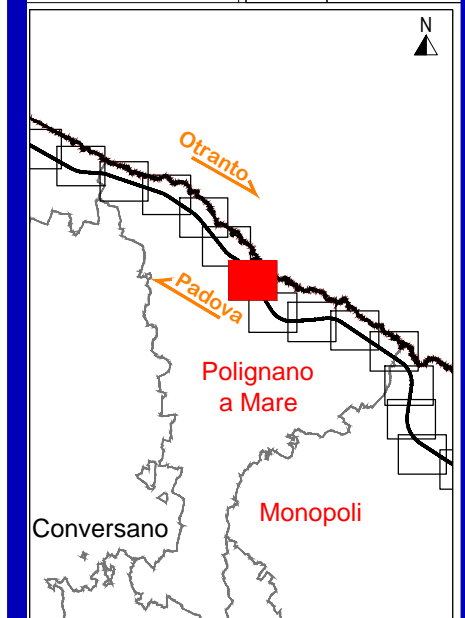 N
Otranto
Padova
Polignano
a Mare
Monopoli
Conversano